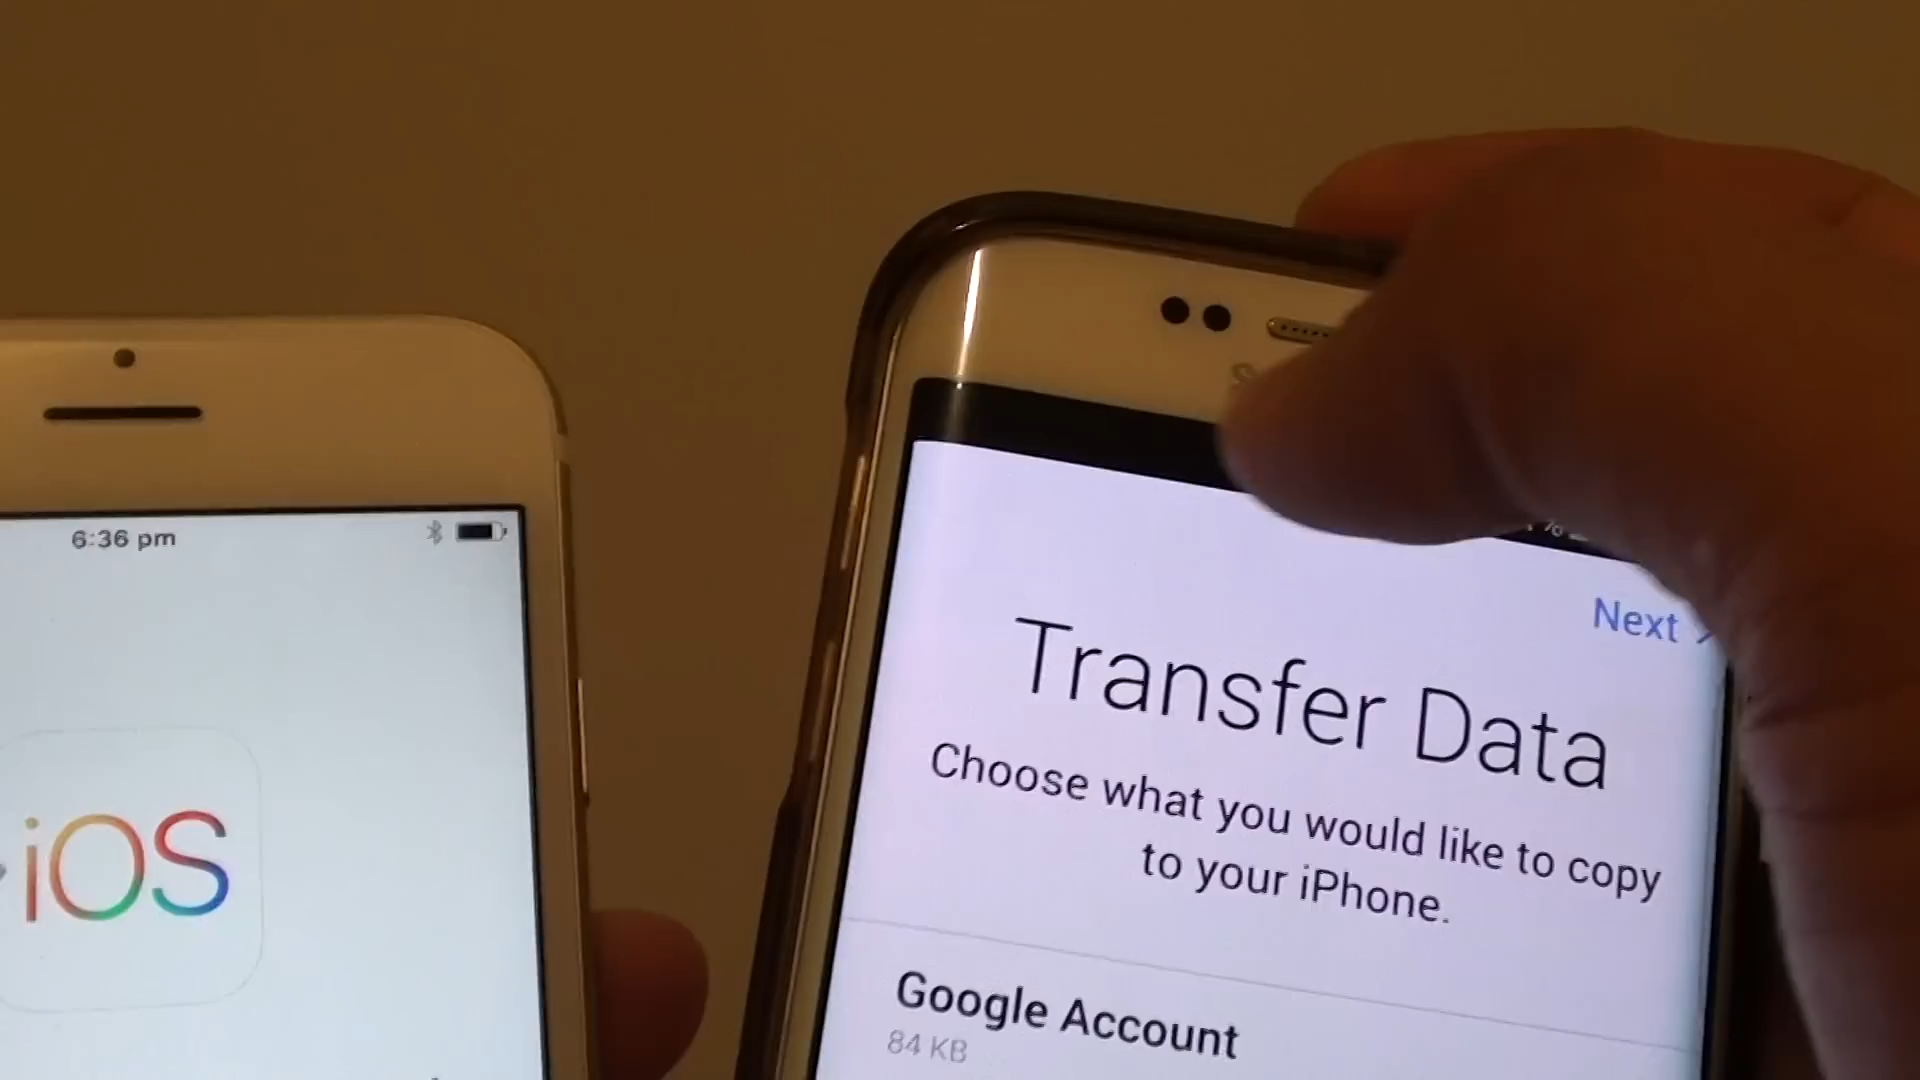 6:36 pm
iOS
Next
Transfer Data
Choose what you would like to copy
to your iPhone.
Google Account
84 KB